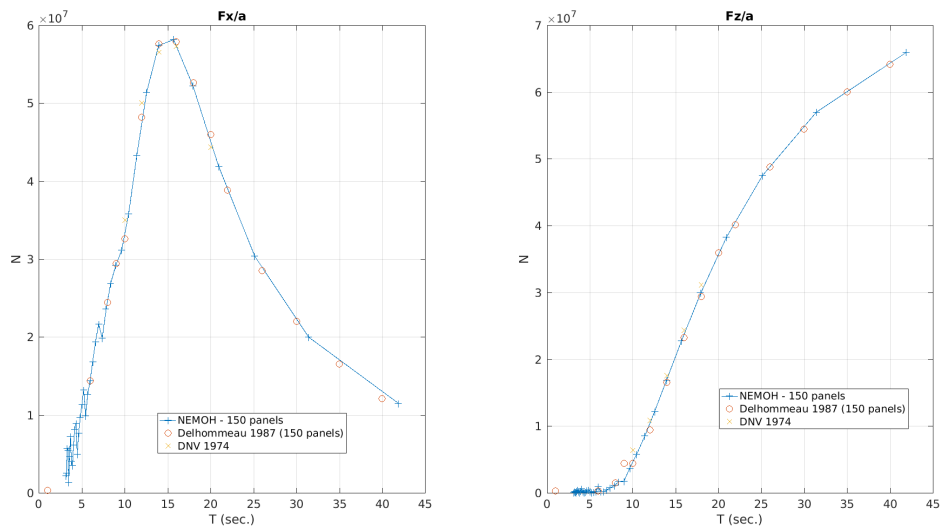 Fx/a
×10^7
6
5
4
3
2
1
0
N
0 5 10 15 20 25 30 35 40 45
T (sec.)
NEMOH - 150 panels
Delhommeau 1987 (150 panels)
DNV 1974
Fz/a
×10^7
7
6
5
4
3
2
1
0
N
0 5 10 15 20 25 30 35 40 45
T (sec.)
NEMOH - 150 panels
Delhommeau 1987 (150 panels)
DNV 1974